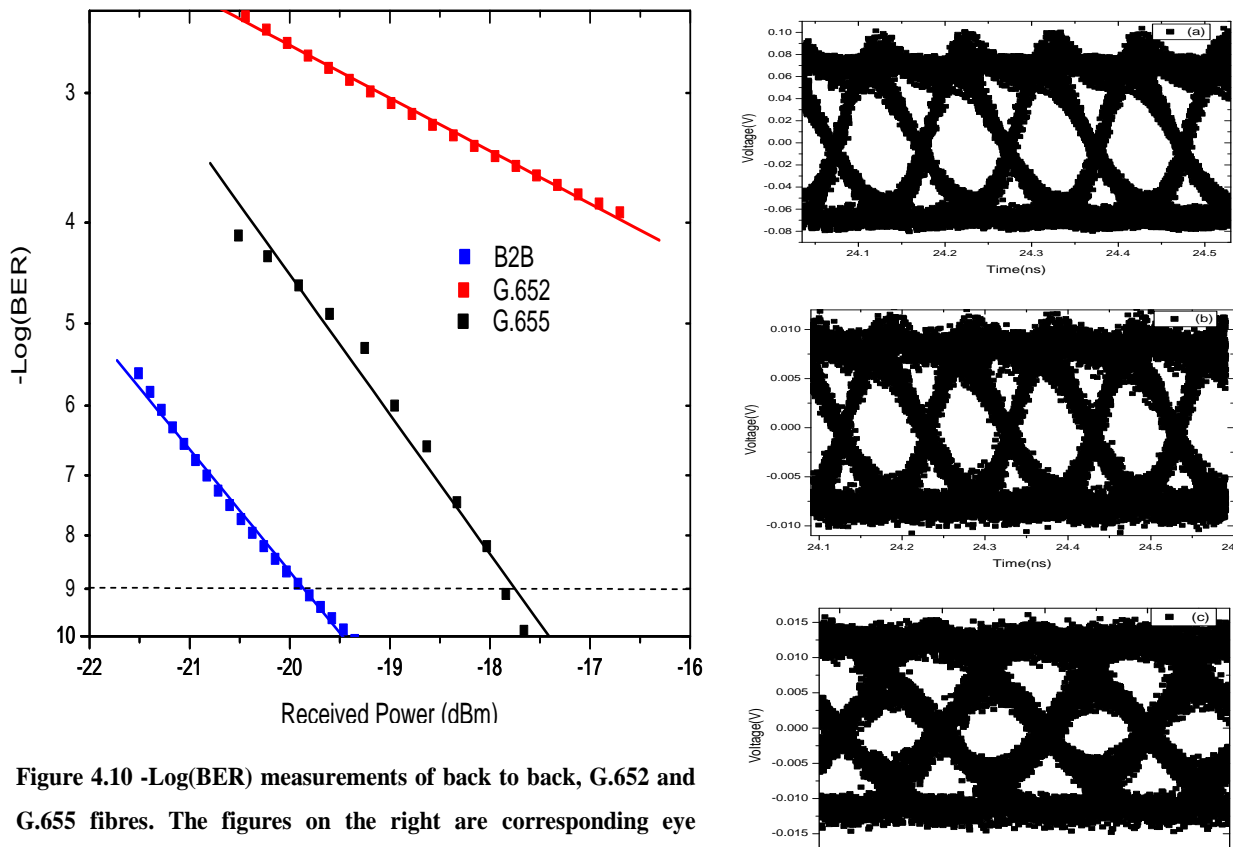 3
4
5
6
7
8
9
10
-Log(BER)
B2B
G.652
G.655
-22 -21 -20 -19 -18 -17 -16
Received Power (dBm)
Figure 4.10 -Log(BER) measurements of back to back, G.652 and
G.655 fibres. The figures on the right are corresponding eye
(a)
0.10
0.08
0.06
0.04
0.02
0.00
-0.02
-0.04
-0.06
-0.08
Voltage(V)
24.1 24.2 24.3 24.4 24.5
Time(ns)
(b)
0.010
0.005
0.000
-0.005
-0.010
Voltage(V)
24.1 24.2 24.3 24.4 24.5 24
Time(ns)
(c)
0.015
0.010
0.005
0.000
-0.005
-0.010
-0.015
Voltage(V)